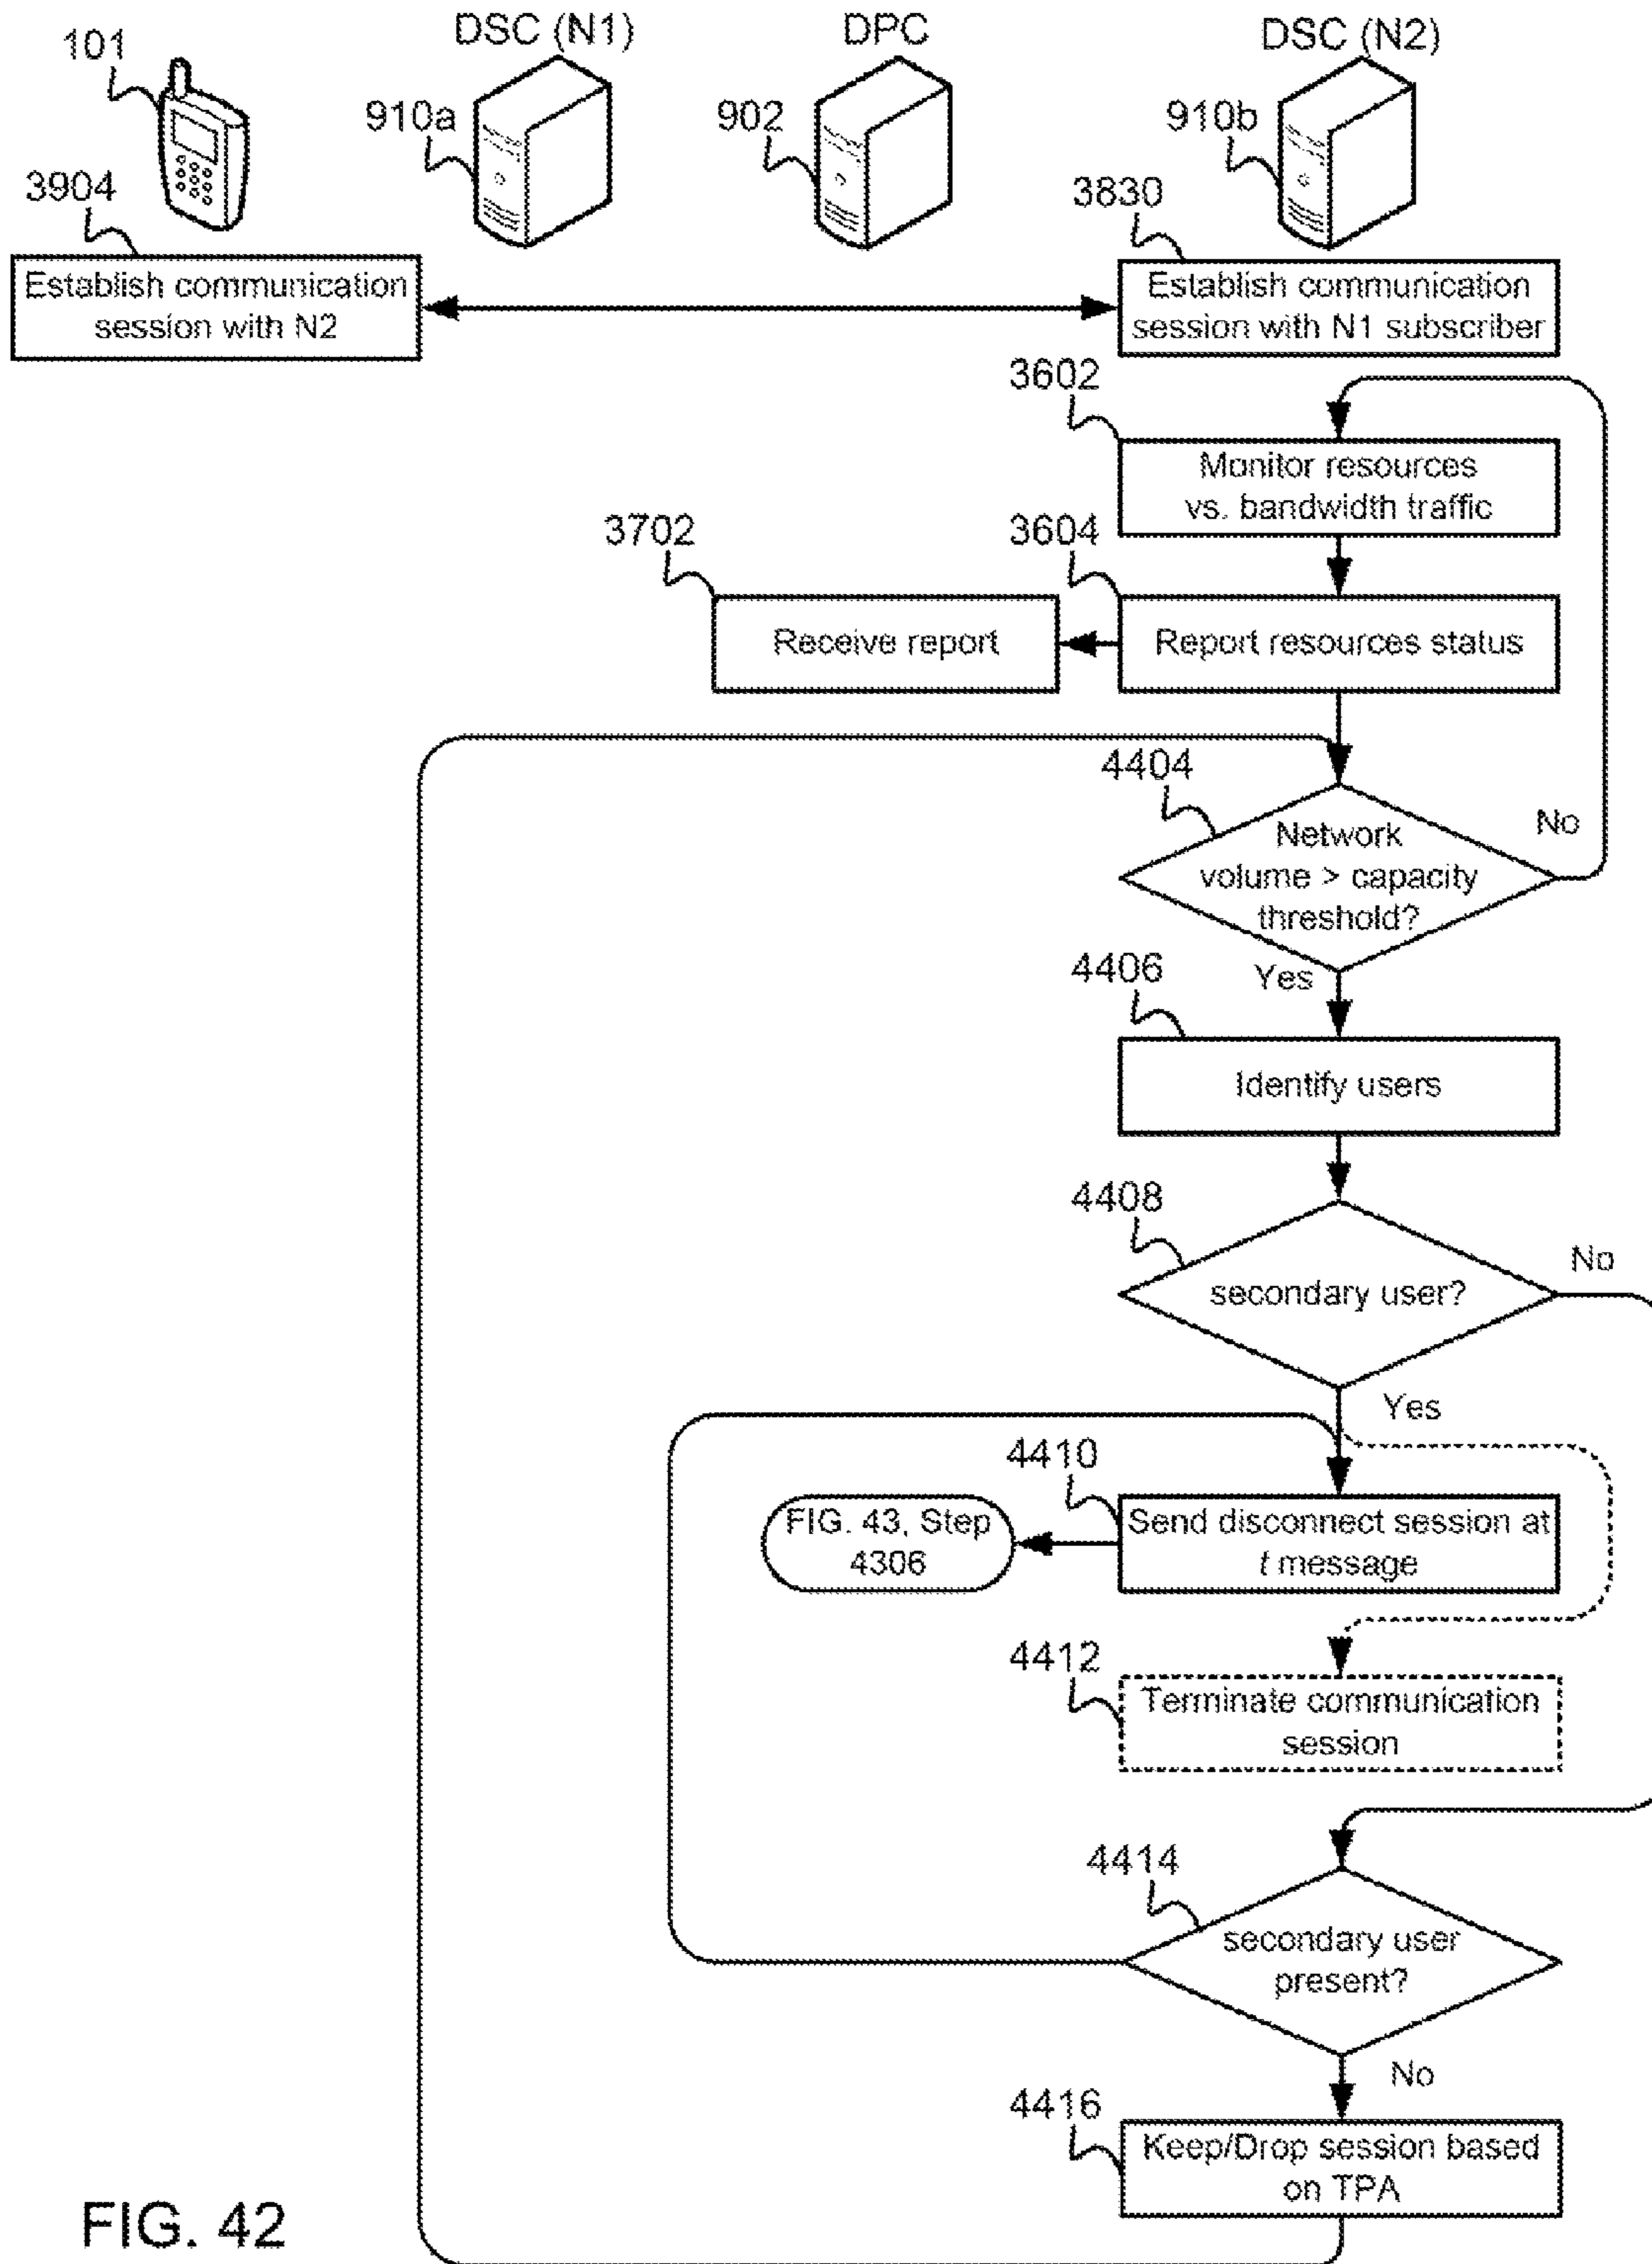 DSC (N1)
DPC
DSC (N2)
101
910a
902
910b
3904
3830
Establish communication
session with N2
Establish communication
session with N1 subscriber
3602
Monitor resources
vs. bandwidth traffic
3702
3604
Receive report
Report resources status
4404
No
Network
volume > capacity
threshold?
4406
Yes
Identify users
4408
No
secondary user?
Yes
4410
FIG. 43, Step
4306
Send disconnect session at
t message
4412
Terminate communication
session
4414
secondary user
present?
No
4416
Keep/Drop session based
on TPA
FIG. 42